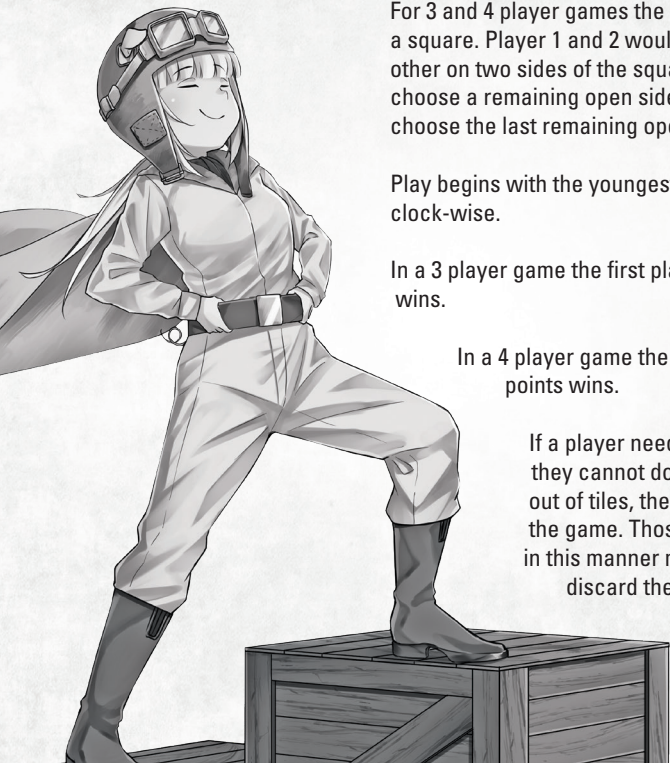 For 3 and 4 player games the
a square. Player 1 and 2 woul
other on two sides of the squa
choose a remaining open side
choose the last remaining ope
Play begins with the younges
clock-wise.
In a 3 player game the first pla
wins.
In a 4 player game the
points wins.
If a player need
they cannot do
out of tiles, the
the game. Thos
in this manner
discard the